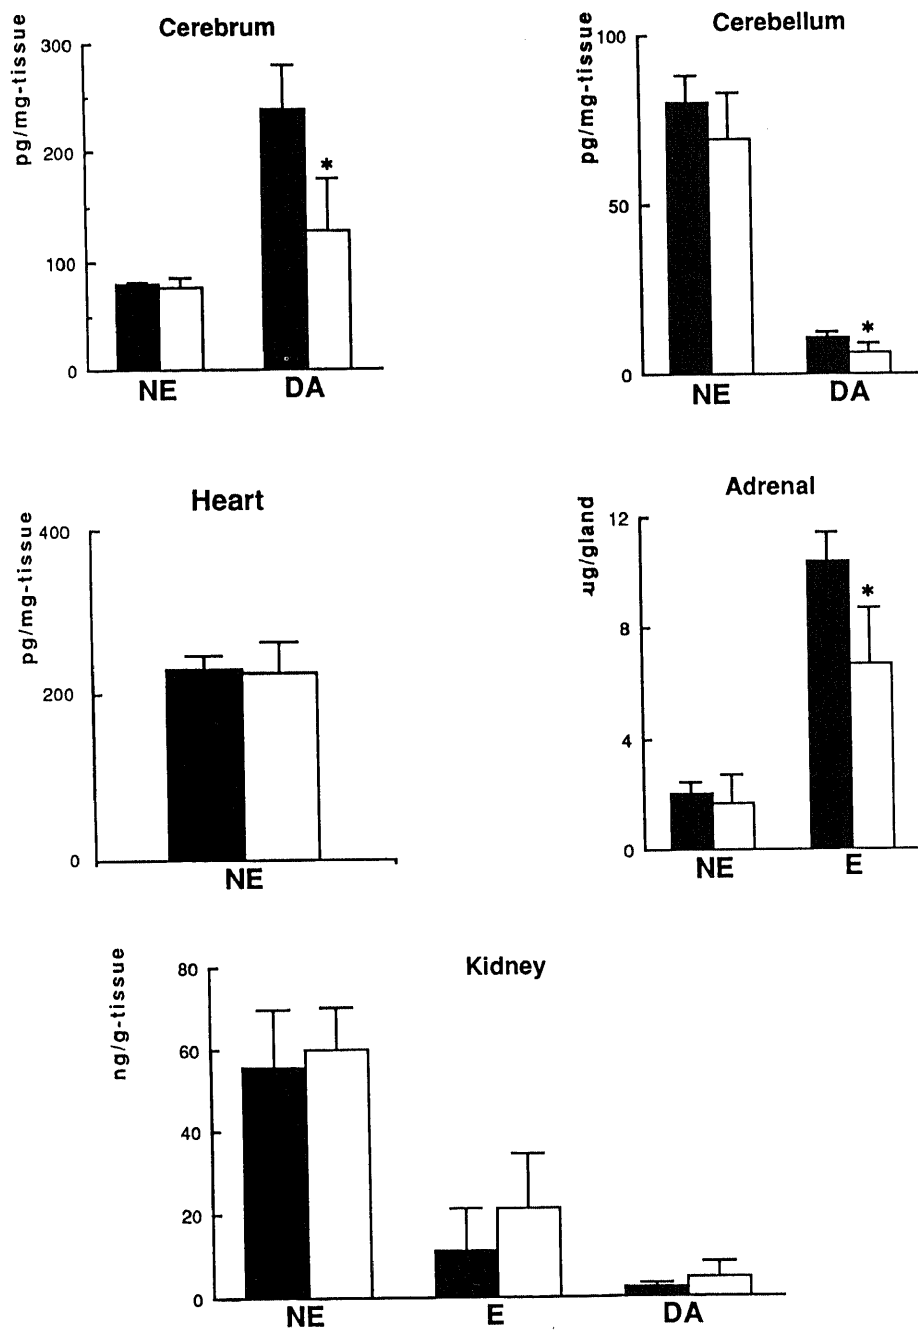 Cerebrum
pg/mg-tissue
300
200
100
0
NE DA
*
Cerebellum
pg/mg-tissue
100
50
0
NE DA
*
Heart
pg/mg-tissue
400
200
0
NE
Adrenal
ug/gland
12
8
4
0
NE E
*
Kidney
ng/g-tissue
80
60
40
20
0
NE E DA